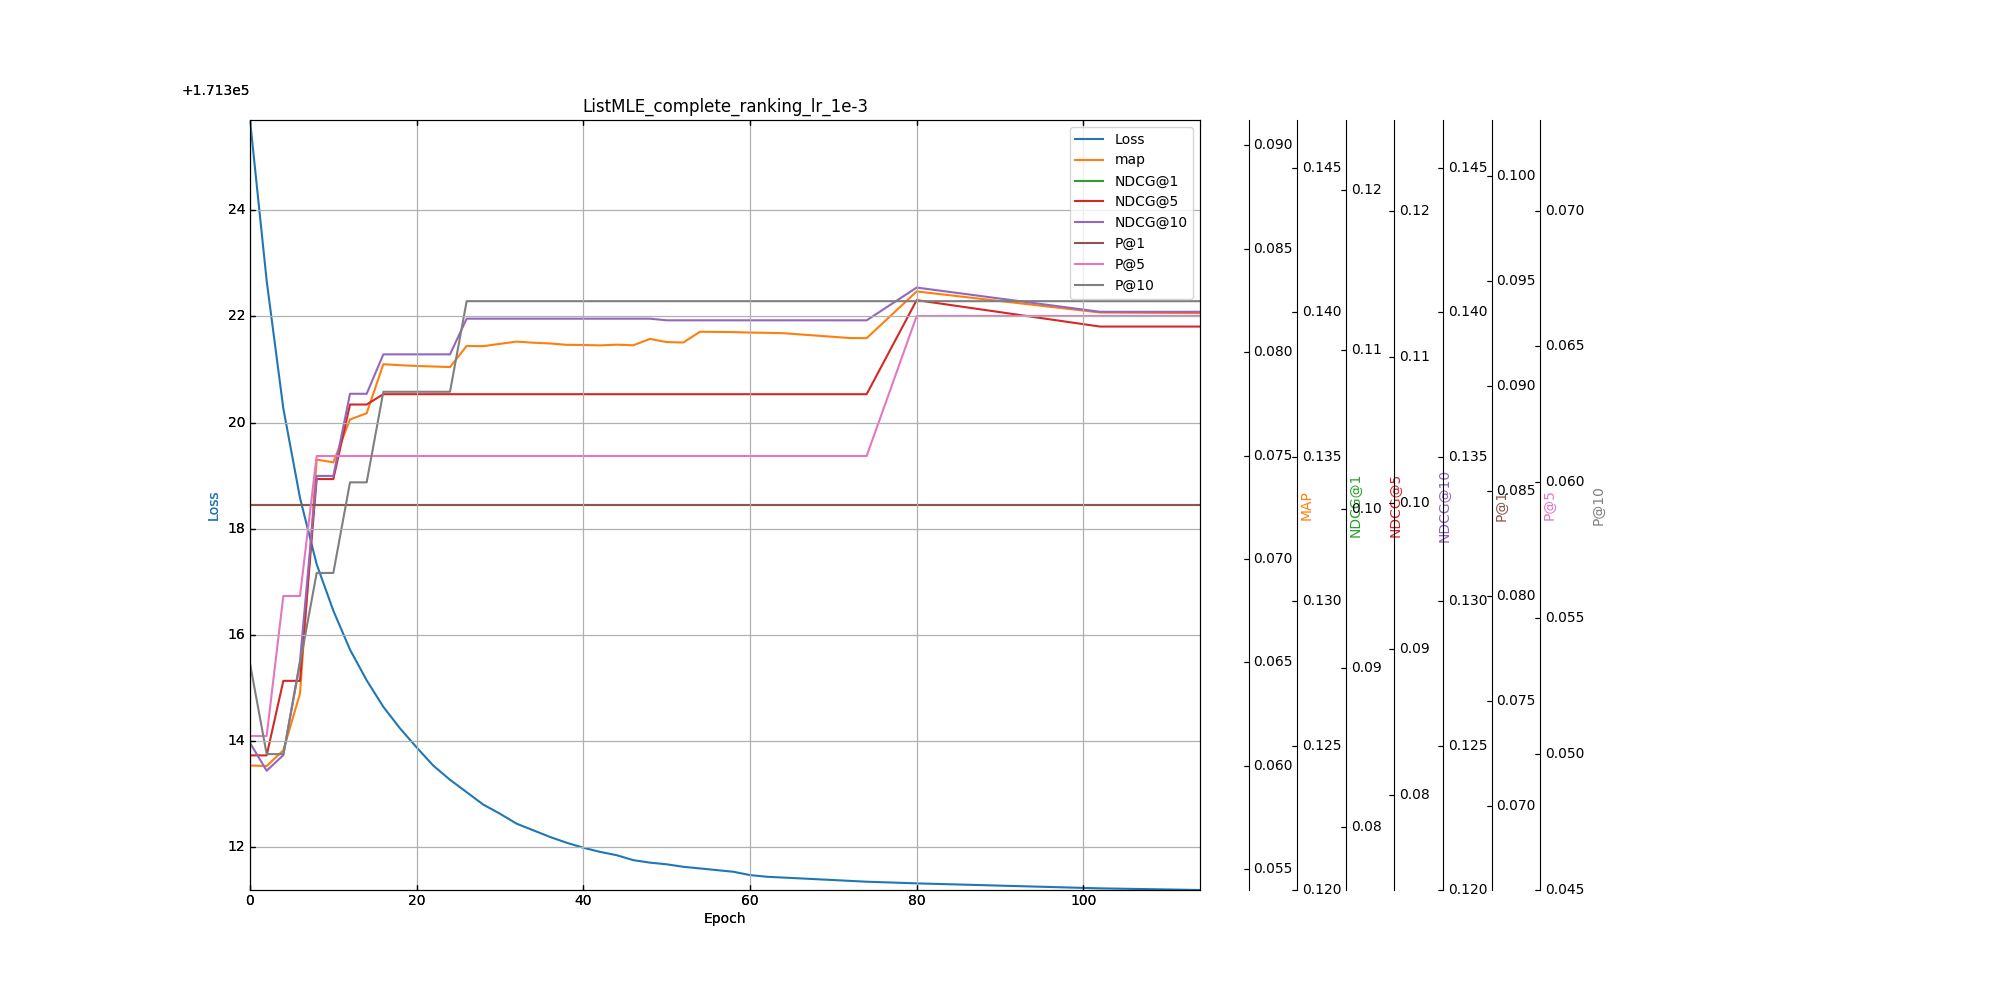 +1.713e5
ListMLE_complete_ranking_lr_1e-3
Loss
map
NDCG@1
NDCG@5
NDCG@10
P@1
P@5
P@10
24
22
20
18
16
14
12
Loss
0 20 40 60 80 100
Epoch
0.090
0.085
0.080
0.075
0.070
0.065
0.060
0.055
MAP
0.145
0.140
0.135
0.130
0.125
0.120
NDCG@1
0.12
0.11
0.10
0.09
0.08
NDCG@5
0.12
0.11
0.10
0.09
0.08
NDCG@10
0.145
0.140
0.135
0.130
0.125
0.120
P@1
0.100
0.095
0.090
0.085
0.080
0.075
0.070
P@5
0.070
0.065
0.060
0.055
0.050
0.045
P@10